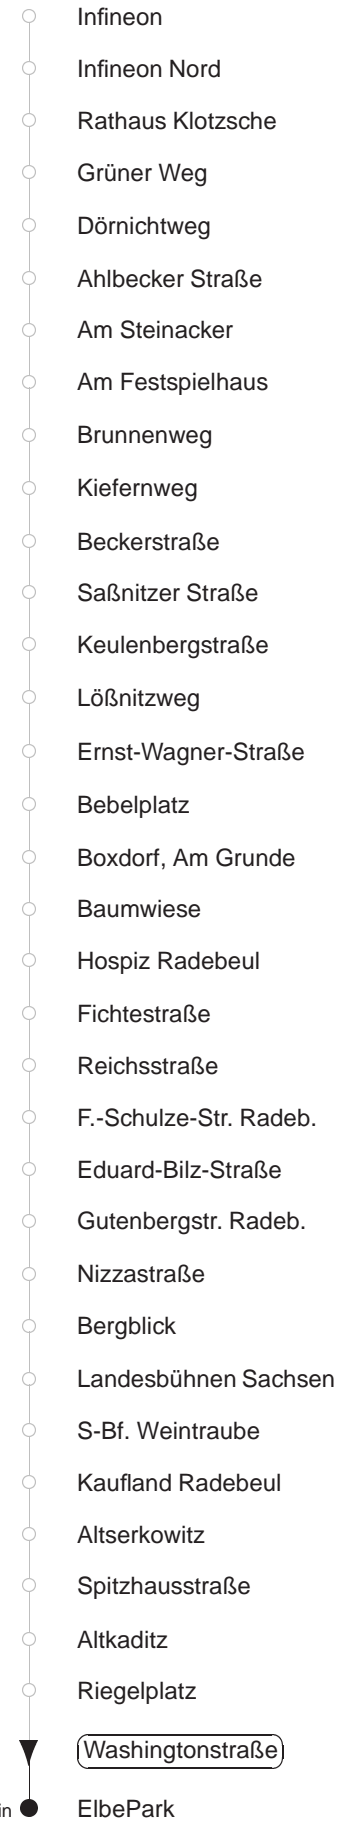 Infineon
Infineon Nord
Rathaus Klotzsche
Grüner Weg
Dörnichtweg
Ahlbecker Straße
Am Steinacker
Am Festspielhaus
Brunnenweg
Kiefernweg
Beckerstraße
Saßnitzer Straße
Keulenbergstraße
Lößnitzweg
Ernst-Wagner-Straße
Bebelplatz
Boxdorf, Am Grunde
Baumwiese
Hospiz Radebeul
Fichtestraße
Reichsstraße
F.-Schulze-Str. Radeb.
Eduard-Bilz-Straße
Gutenbergstr. Radeb.
Nizzastraße
Bergblick
Landesbühnen Sachsen
S-Bf. Weintraube
Kaufland Radebeul
Altserkowitz
Spitzhausstraße
Altkaditz
Riegelplatz
Washingtonstraße
in ElbePark